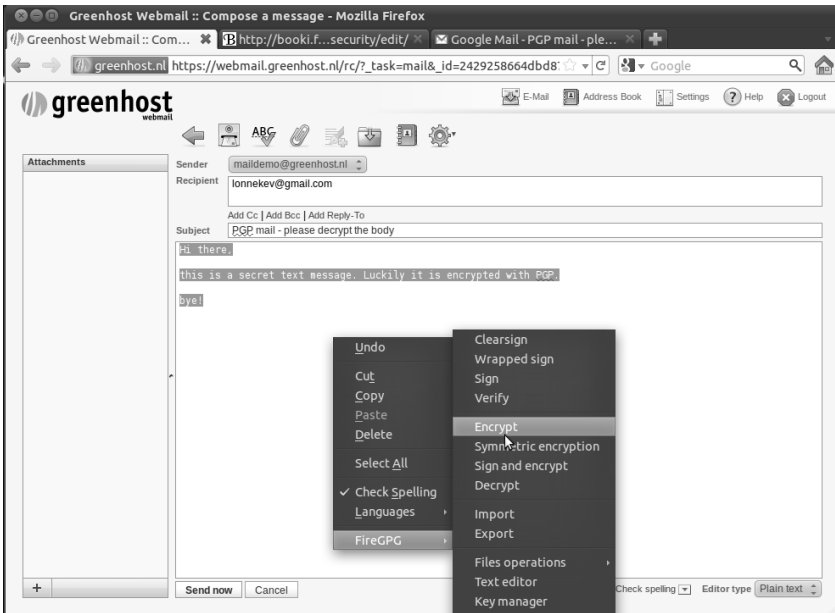 Greenhost Webmail :: Compose a message - Mozilla Firefox
Greenhost Webmail :: Com... http://booki.f...security/edit/ Google Mail - PGP mail - ple...
greenhost.nl https://webmail.greenhost.nl/rc/?_task=mail&_id=2429258664dbd8 Google
greenhost
webmail
E-Mail Address Book Settings Help Logout
ABC
Attachments
Sender maildemo@greenhost.nl
Recipient lonnekev@gmail.com
Add Cc | Add Bcc | Add Reply-To
Subject PGP mail - please decrypt the body
Hi there,
this is a secret text message. Luckily it is encrypted with PGP.
bye!
Undo
Cut
Copy
Paste
Delete
Select All
✓ Check Spelling
Languages
FireGPG
Clearsign
Wrapped sign
Sign
Verify
Encrypt
Symmetric encryption
Sign and encrypt
Decrypt
Import
Export
Files operations
Text editor
Key manager
+ Send now Cancel Check spelling Editor type Plain text